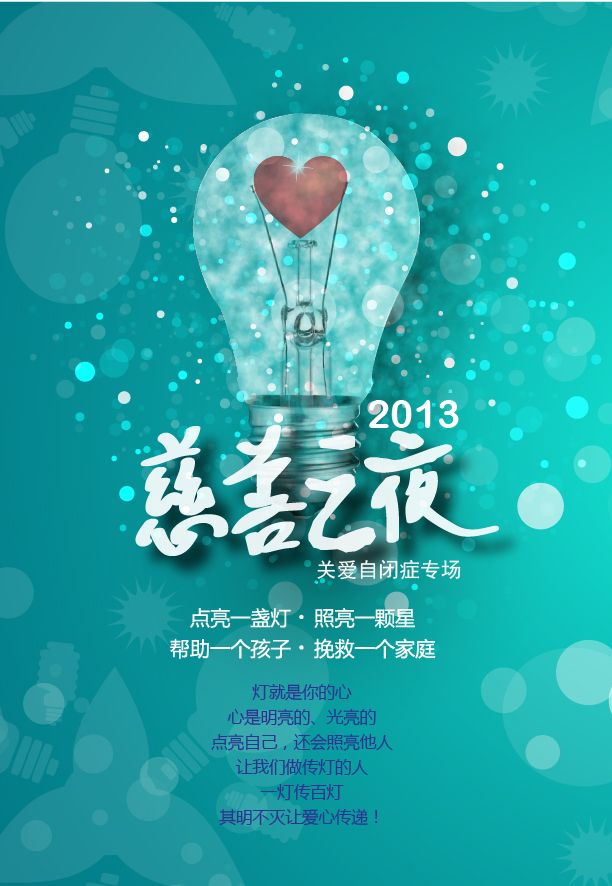 2013
慈善之夜
关爱自闭症专场
点亮一盏灯·照亮一颗星
帮助一个孩子·挽救一个家庭
灯就是你的心
心是明亮的、光亮的
点亮自己，还会照亮他人
让我们做传灯的人
一灯传百灯
其明不灭让爱心传递！